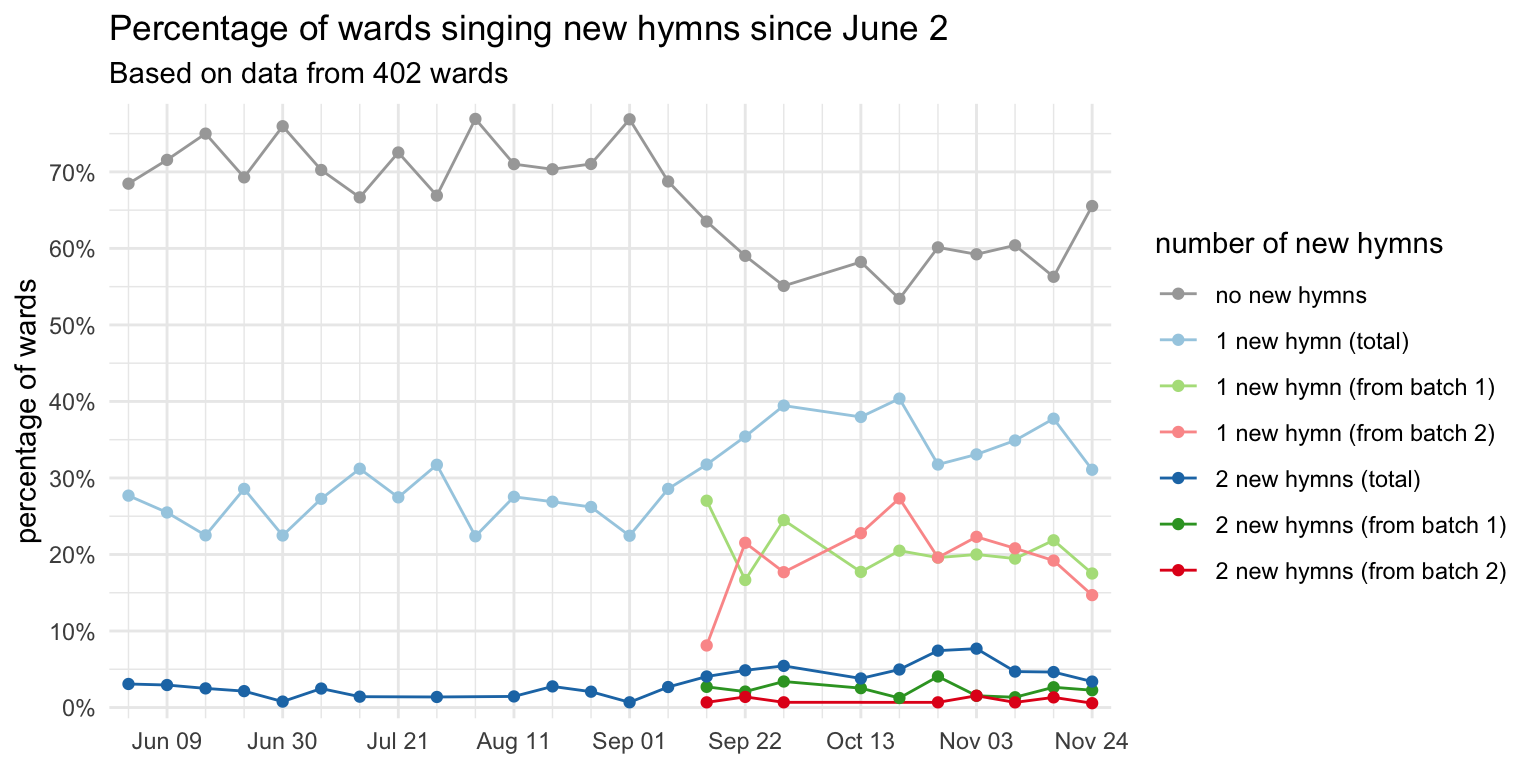 Percentage of wards singing new hymns since June 2
Based on data from 402 wards
percentage of wards
70%
60%
50%
40%
30%
20%
10%
0%
Jun 09
Jun 30
Jul 21
Aug 11
Sep 01
Sep 22
Oct 13
Nov 03
Nov 24
number of new hymns
no new hymns
1 new hymn (total)
1 new hymn (from batch 1)
1 new hymn (from batch 2)
2 new hymns (total)
2 new hymns (from batch 1)
2 new hymns (from batch 2)